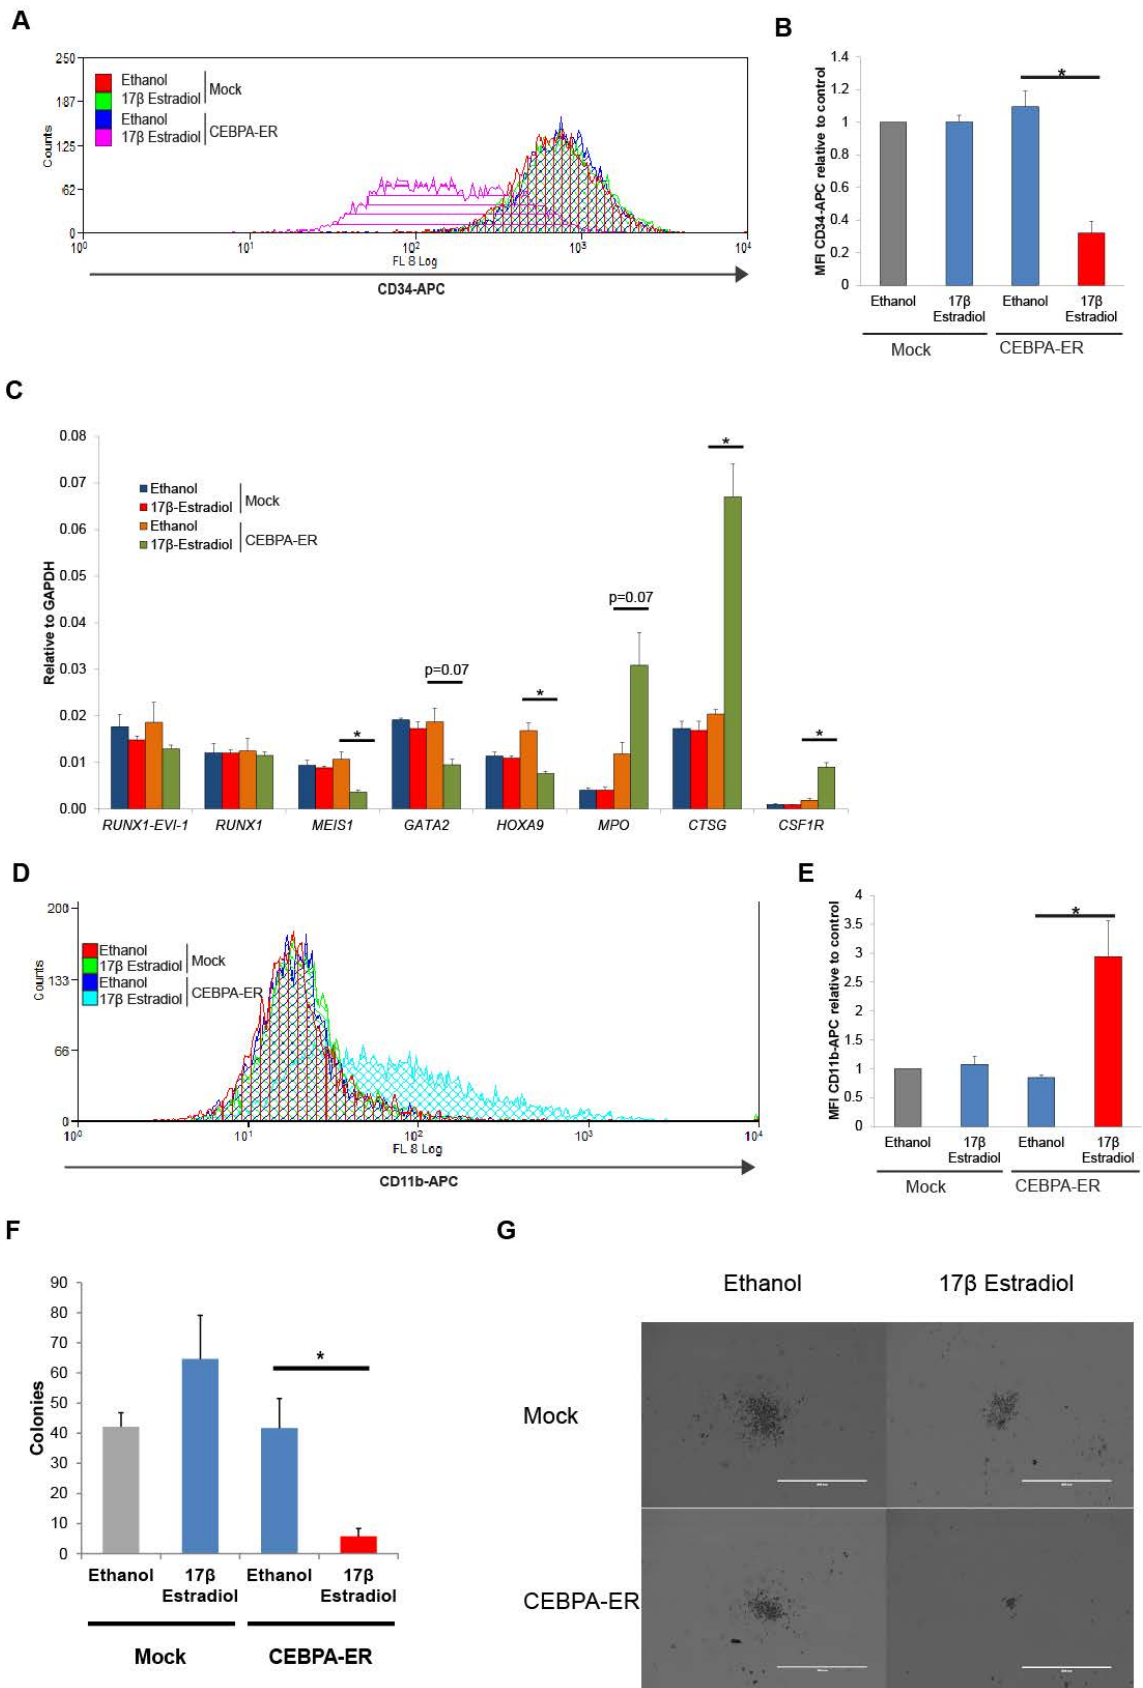 A
250
187
125
62
0
Counts
Ethanol
17β Estradiol
Mock
Ethanol
17β Estradiol
CEBPA-ER
10⁰ 10¹ 10² 10³ 10⁴
FL 8 Log
CD34-APC
B
MFI CD34-APC relative to control
1.4
1.2
1
0.8
0.6
0.4
0.2
0
*
Ethanol 17β Estradiol Ethanol 17β Estradiol
Mock CEBPA-ER
C
Relative to GAPDH
0.08
0.07
0.06
0.05
0.04
0.03
0.02
0.01
0.00
Ethanol
17β-Estradiol
Mock
Ethanol
17β-Estradiol
CEBPA-ER
* p=0.07 * p=0.07 * *
RUNX1-EVI-1 RUNX1 MEIS1 GATA2 HOXA9 MPO CTSG CSF1R
D
200
133
66
0
Counts
Ethanol
17β Estradiol
Mock
Ethanol
17β Estradiol
CEBPA-ER
10⁰ 10¹ 10² 10³ 10⁴
FL 8 Log
CD11b-APC
E
MFI CD11b-APC relative to control
4
3.5
3
2.5
2
1.5
1
0.5
0
*
Ethanol 17β Estradiol Ethanol 17β Estradiol
Mock CEBPA-ER
F
Colonies
90
80
70
60
50
40
30
20
10
0
*
Ethanol 17β Estradiol Ethanol 17β Estradiol
Mock CEBPA-ER
G
Ethanol 17β Estradiol
Mock
CEBPA-ER